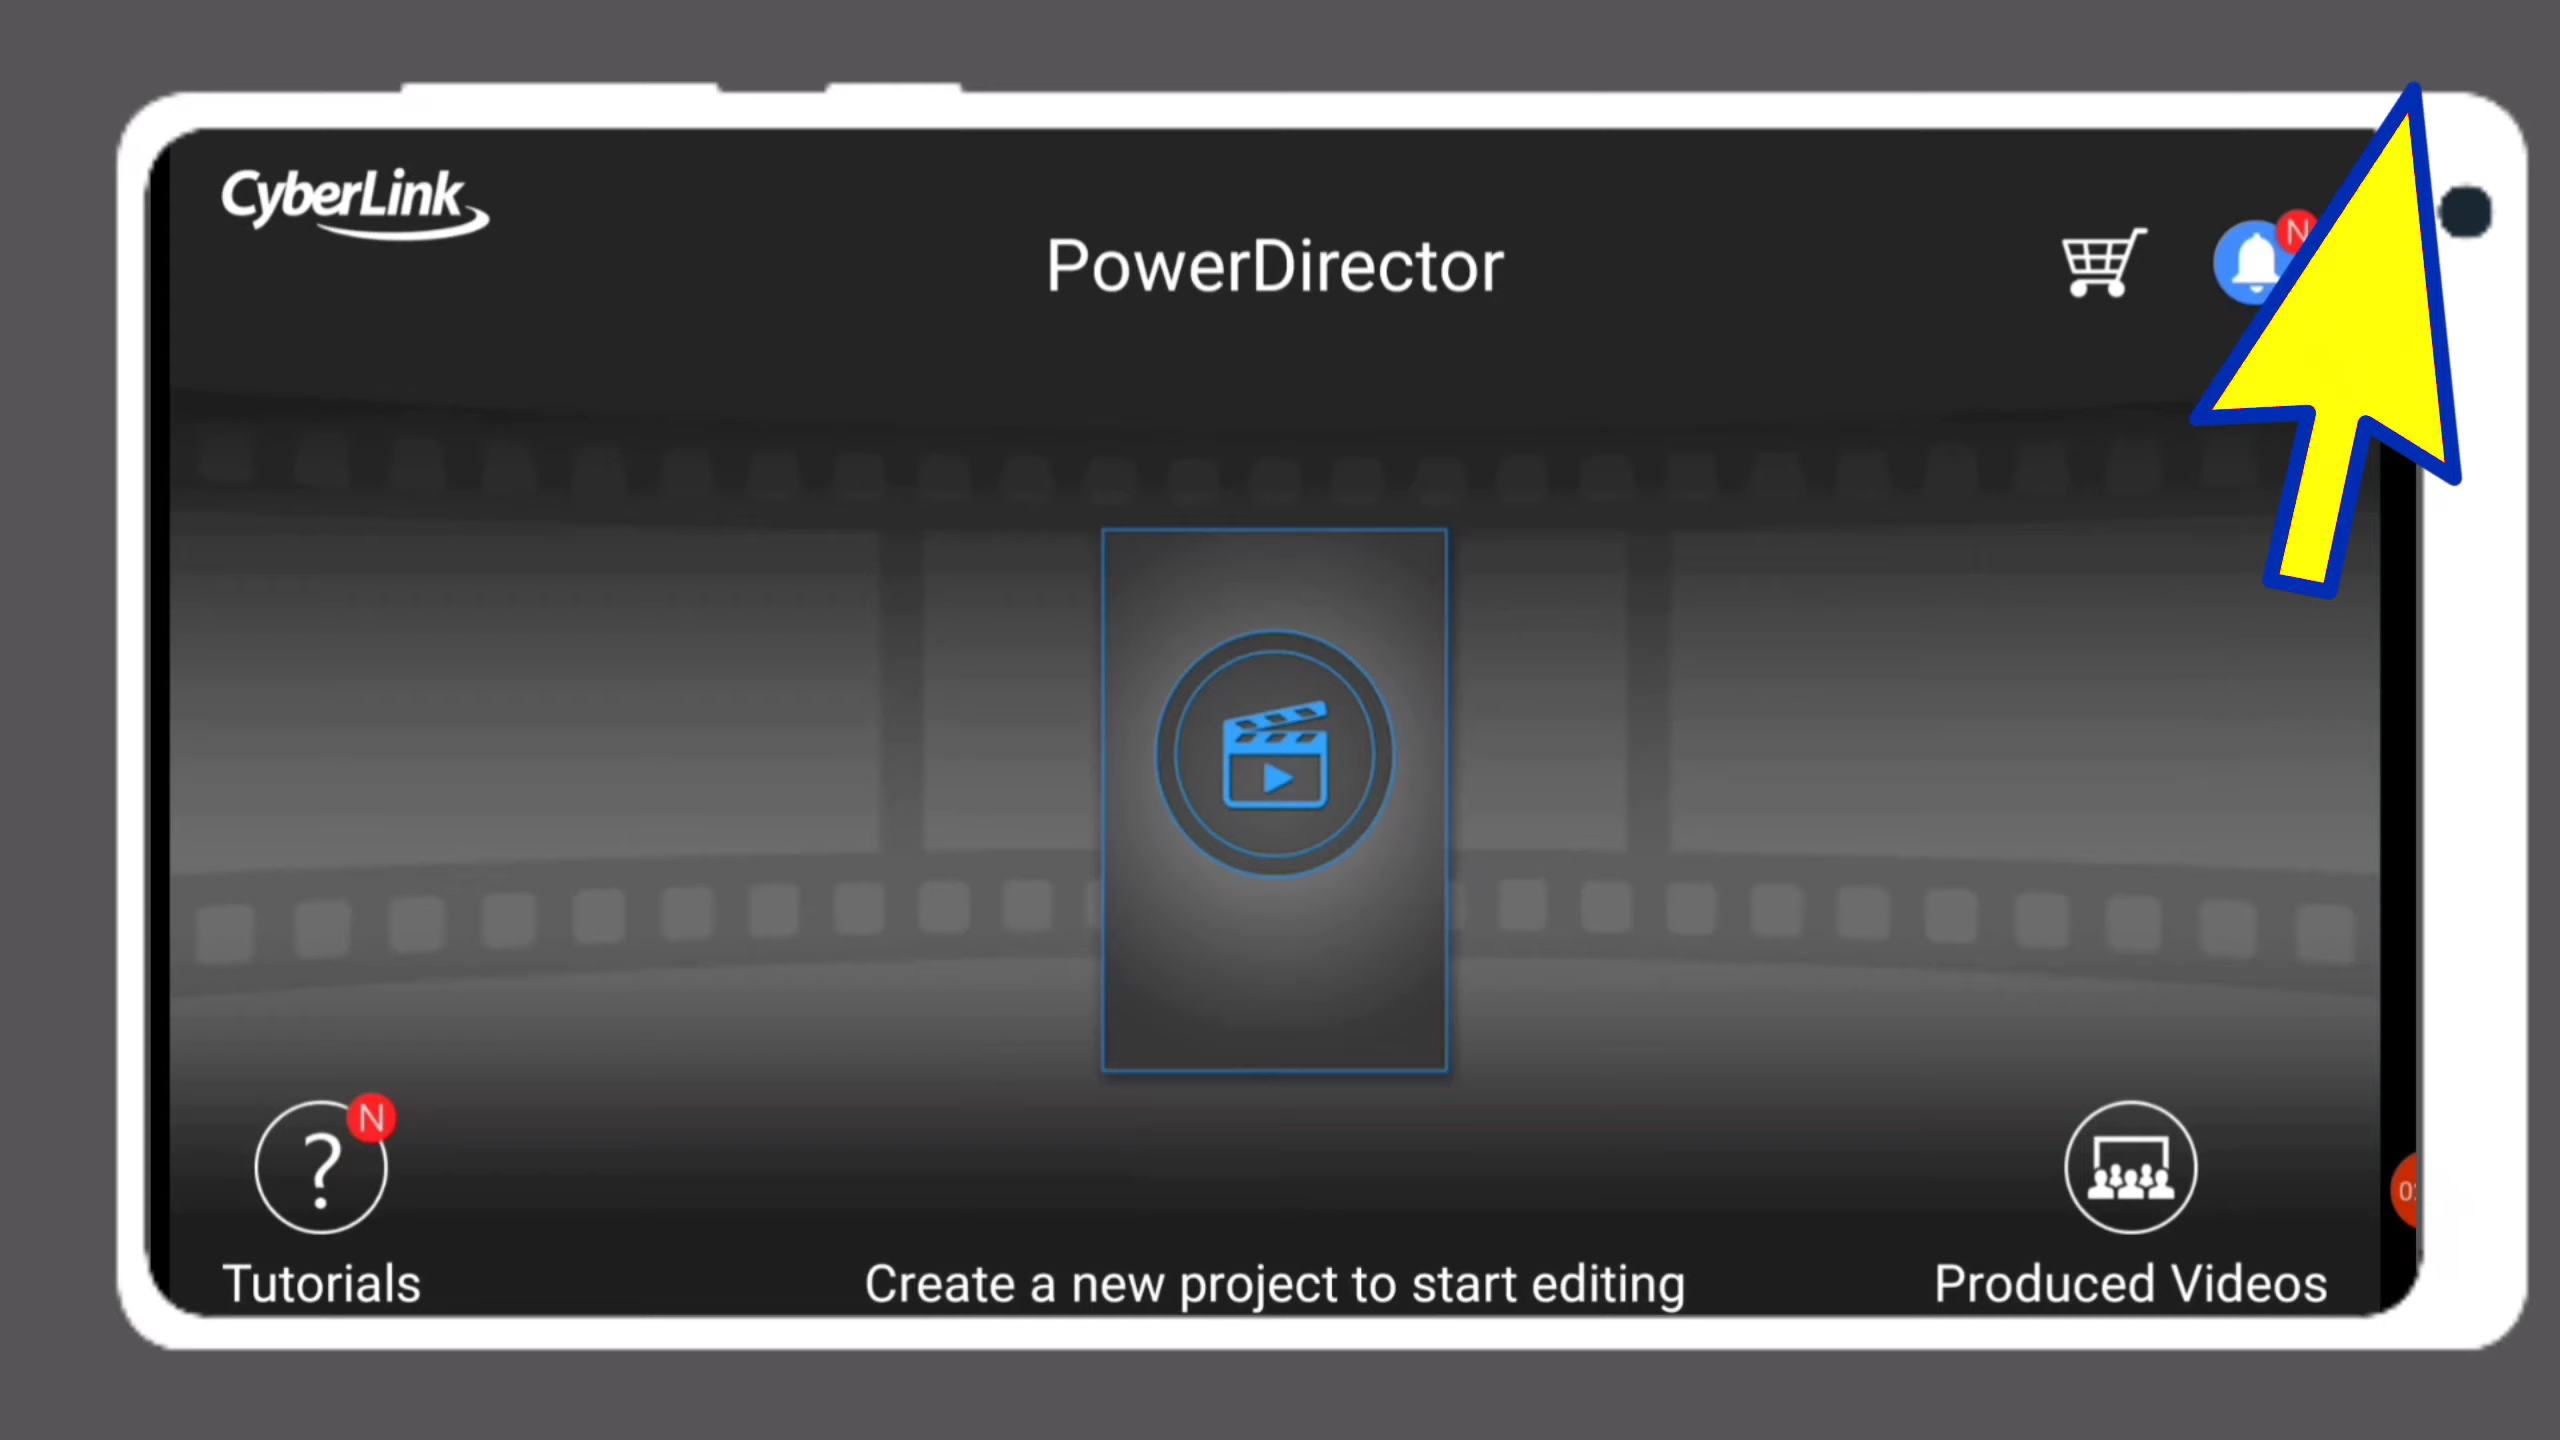 CyberLink
PowerDirector
N
N
Tutorials
Create a new project to start editing
Produced Videos